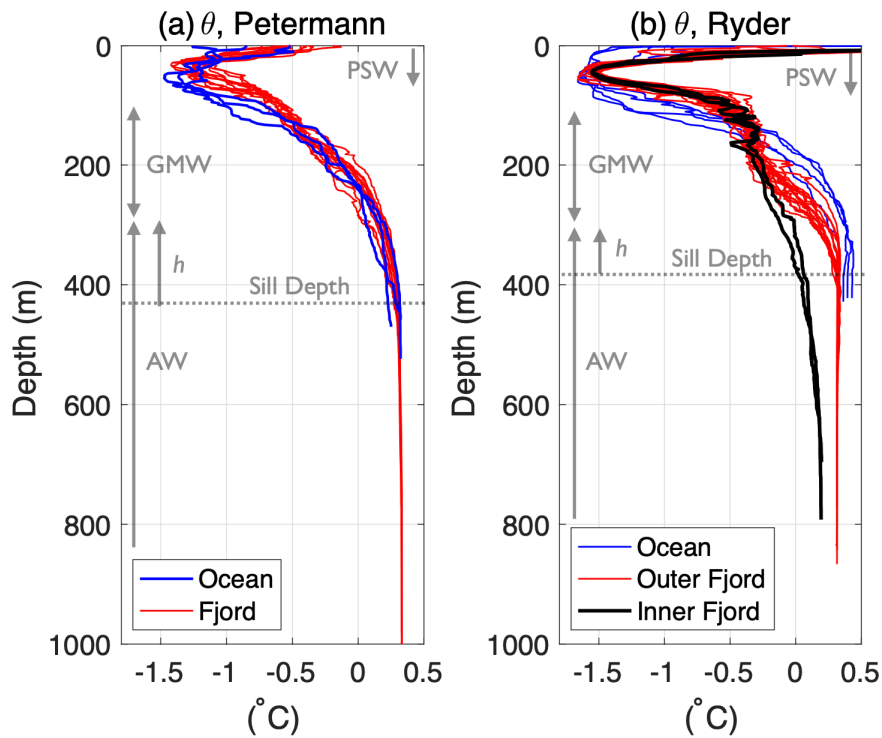 (a) θ, Petermann
0
200
400
600
800
1000
Depth (m)
PSW
GMW
h
Sill Depth
AW
Ocean
Fjord
-1.5
-1
-0.5
0
0.5
(°C)
(b) θ, Ryder
0
200
400
600
800
1000
Depth (m)
PSW
GMW
h
Sill Depth
AW
Ocean
Outer Fjord
Inner Fjord
-1.5
-1
-0.5
0
0.5
(°C)